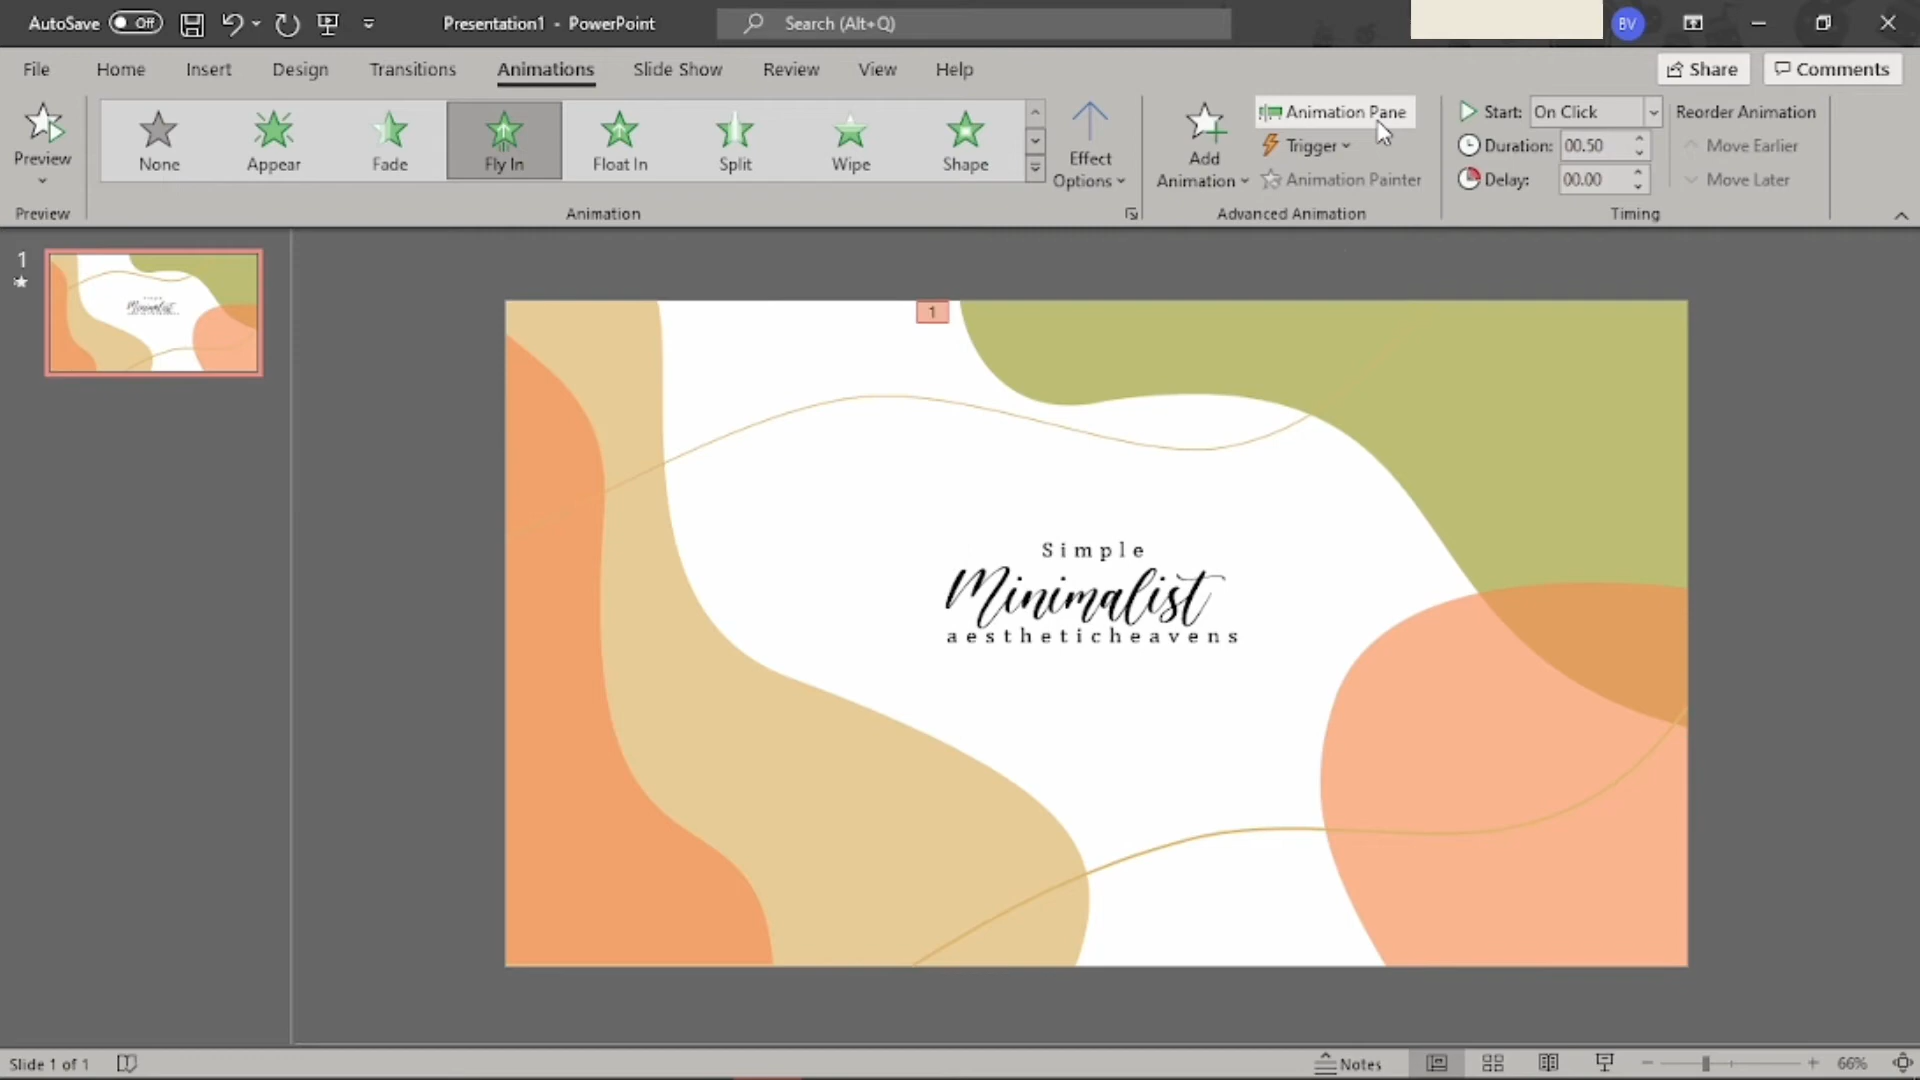 AutoSave Off Presentation1 - PowerPoint Search (Alt+Q) BV
File Home Insert Design Transitions Animations Slide Show Review View Help Share Comments
Preview
None Appear Fade Fly In Float In Split Wipe Shape
Effect Options
Add Animation
Animation Pane
Trigger
Animation Painter
Start: On Click
Duration: 00.50
Delay: 00.00
Reorder Animation
Move Earlier
Move Later
Preview Animation Advanced Animation Timing
1
Simple
Minimalist
1
Simple
Minimalist
aestheticheavens
Slide 1 of 1 Notes 66%